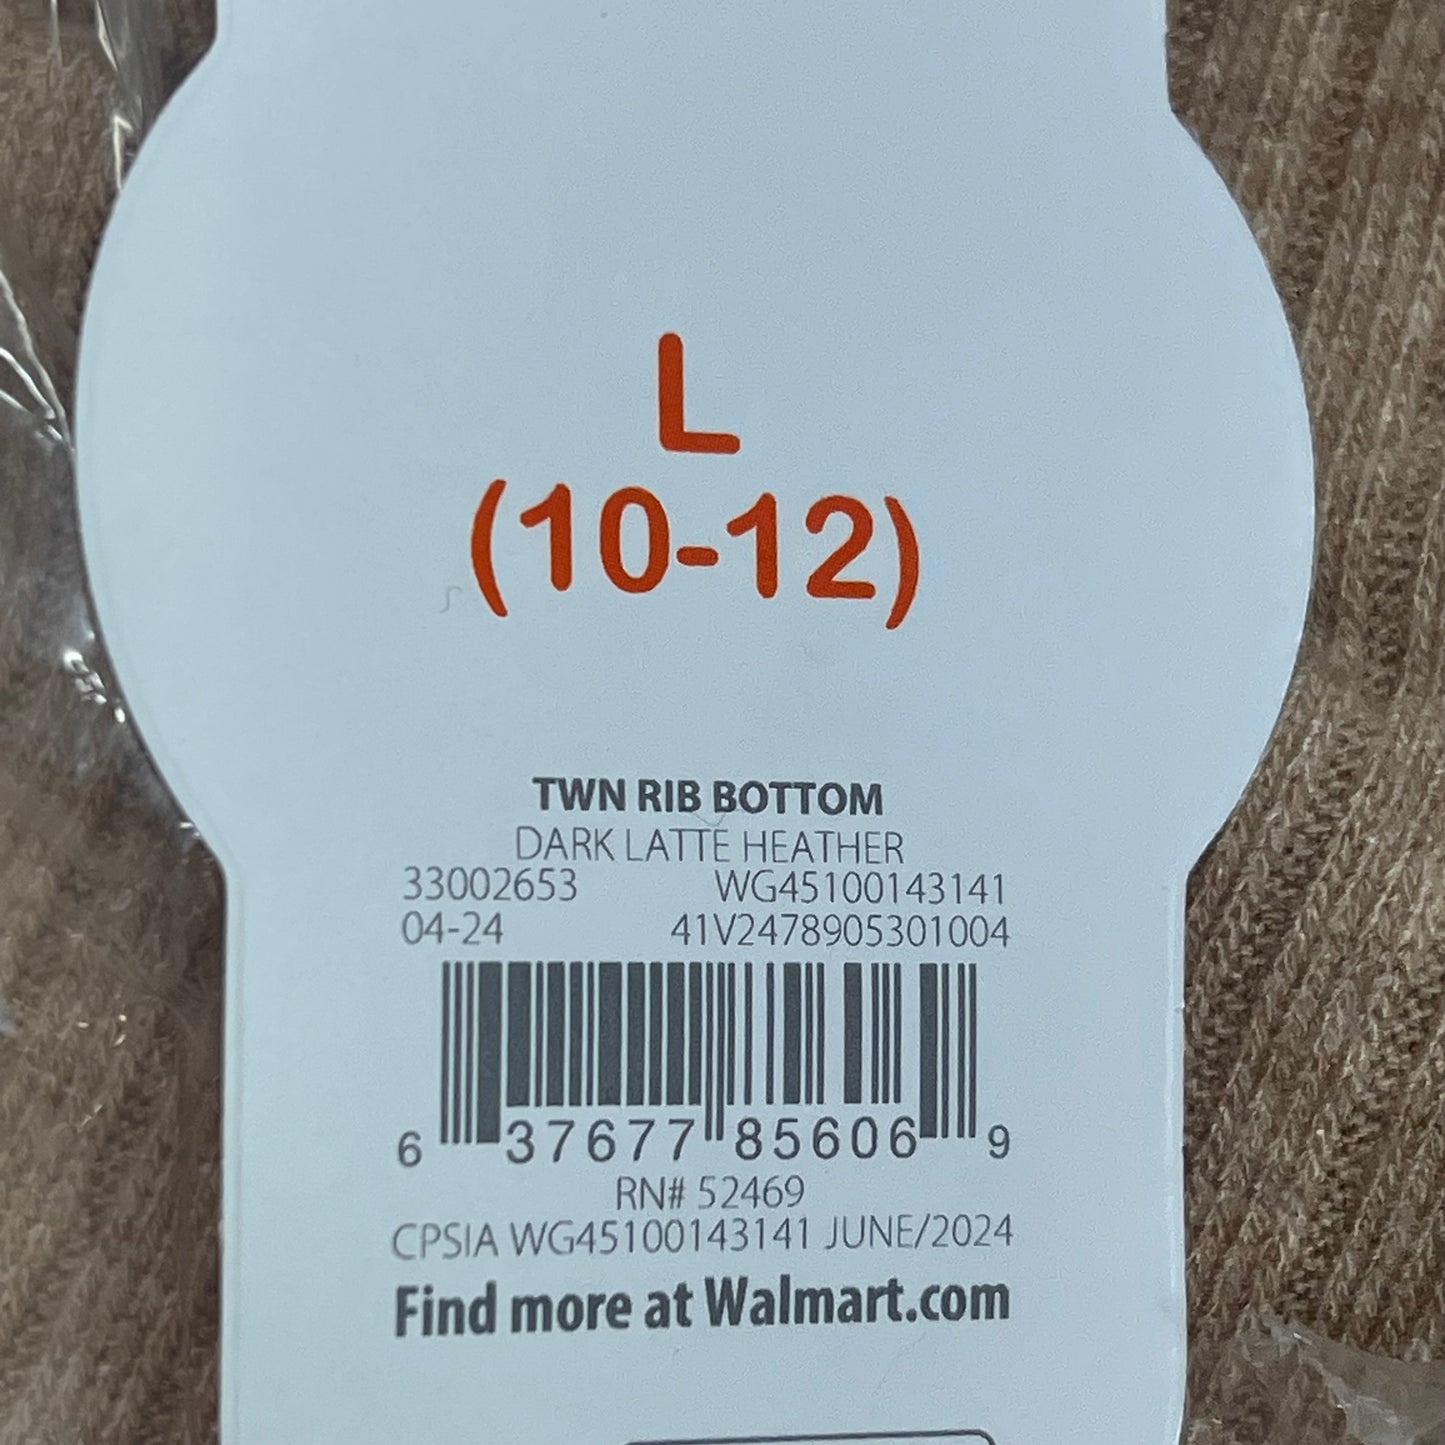 L
(10-12)
TWN RIB BOTTOM
DARK LATTE HEATHER
33002653 WG45100143141
04-24 41V2478905301004
6 37677 85606 9
RN# 52469
CPSIA WG45100143141 JUNE/2024
Find more at Walmart.com